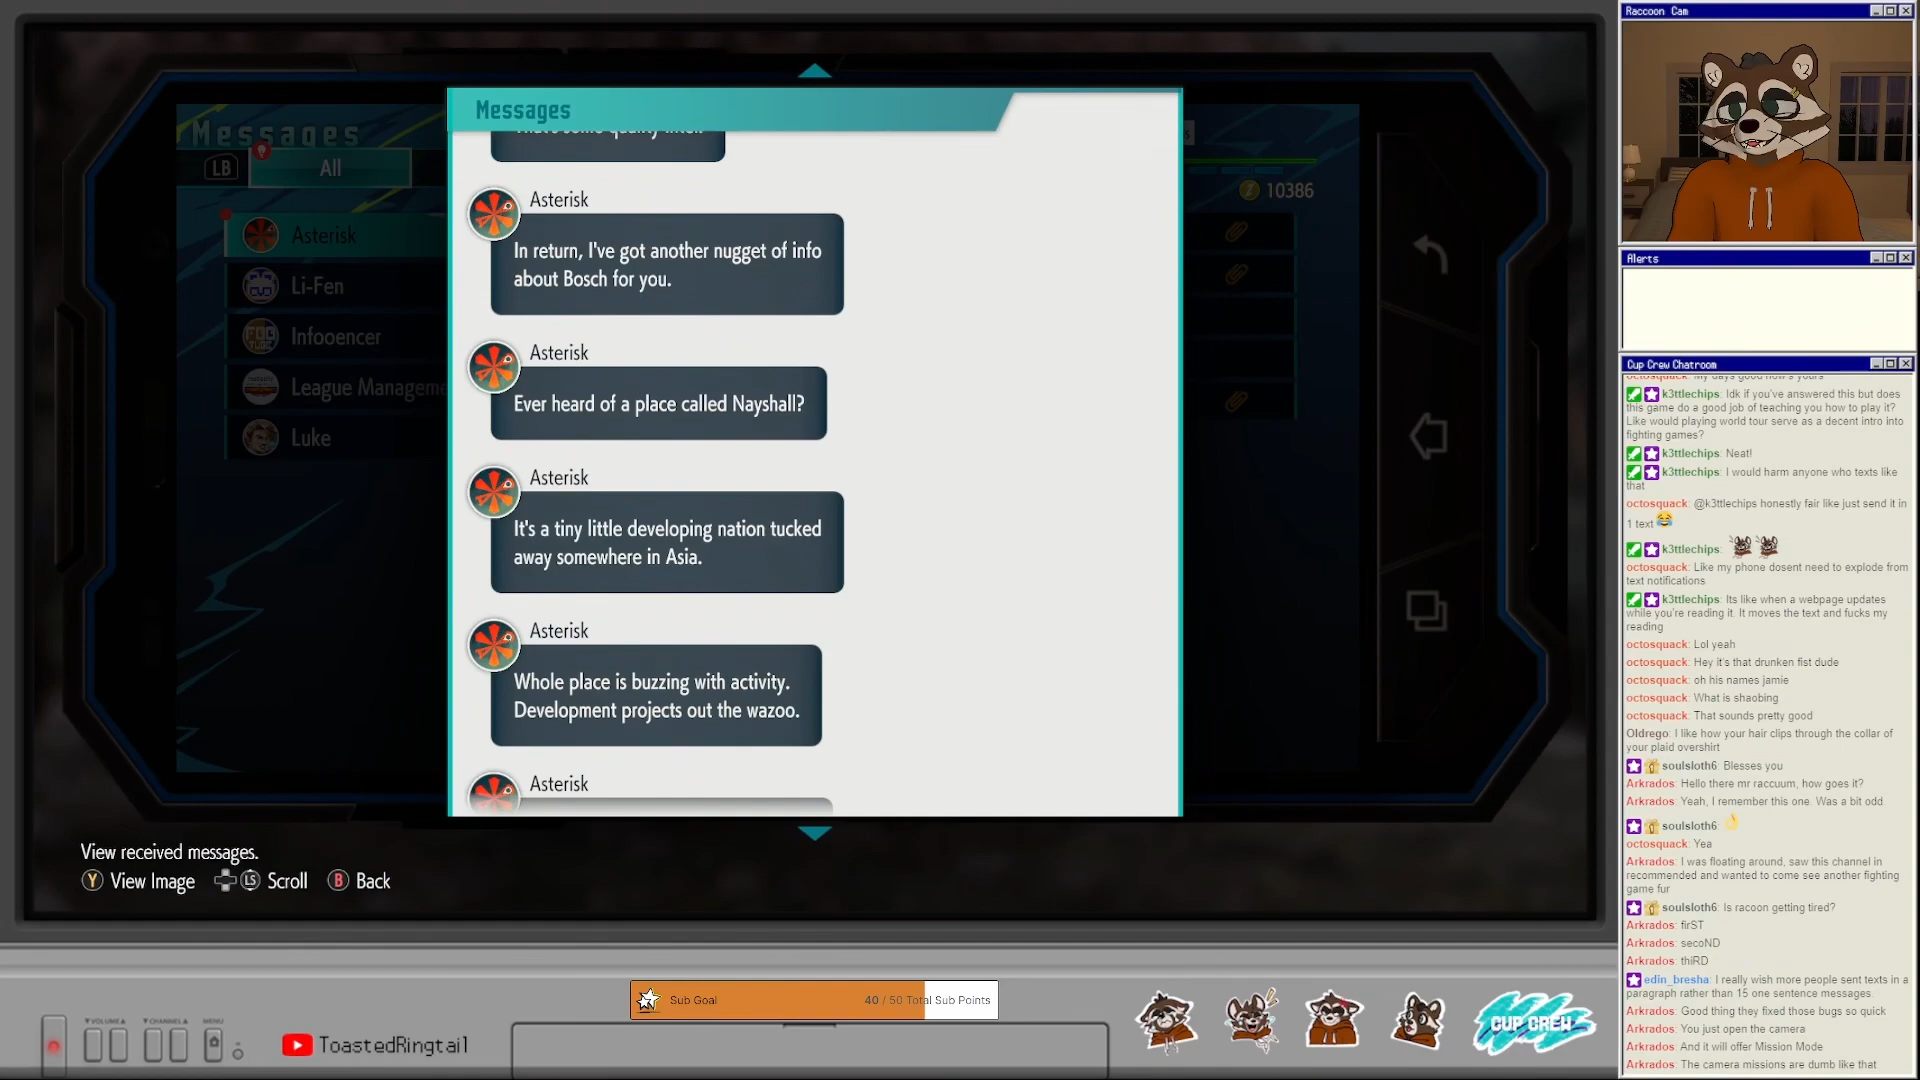 Messages
LB
All
Asterisk
Li-Fen
Infooencer
League Manageme
Luke
10386
Messages
Asterisk
In return, I've got another nugget of info
about Bosch for you.
Asterisk
Ever heard of a place called Nayshall?
Asterisk
It's a tiny little developing nation tucked
away somewhere in Asia.
Asterisk
Whole place is buzzing with activity.
Development projects out the wazoo.
Asterisk
View received messages.
Y View Image LS Scroll B Back
Sub Goal 40 / 50 Total Sub Points
VOLUME CHANNEL MENU
ToastedRingtail
CUP CREW
Raccoon Cam
Alerts
Cup Crew Chatroom
octosquack: My days good how's yours
k3ttlechips: Idk if you've answered this but does
this game do a good job of teaching you how to play it?
Like would playing world tour serve as a decent intro into
fighting games?
k3ttlechips: Neat!
k3ttlechips: I would harm anyone who texts like
that
octosquack: @k3ttlechips honestly fair like just send it in
1 text 😂
k3ttlechips:
octosquack: Like my phone dosent need to explode from
text notifications
k3ttlechips: Its like when a webpage updates
while you're reading it. It moves the text and fucks my
reading
octosquack: Lol yeah
octosquack: Hey it's that drunken fist dude
octosquack: oh his names jamie
octosquack: What is shaobing
octosquack: That sounds pretty good
Oldrego: I like how your hair clips through the collar of
your plaid overshirt
soulsloth6: Blesses you
Arkrados: Hello there mr raccuum, how goes it?
Arkrados: Yeah, I remember this one. Was a bit odd.
soulsloth6: 👌
octosquack: Yea
Arkrados: I was floating around, saw this channel in
recommended and wanted to come see another fighting
game fur
soulsloth6: Is racoon getting tired?
Arkrados: firST
Arkrados: secoND
Arkrados: thiRD
edin_bresha: I really wish more people sent texts in a
paragraph rather than 15 one sentence messages.
Arkrados: Good thing they fixed those bugs so quick
Arkrados: You just open the camera
Arkrados: And it will offer Mission Mode
Arkrados: The camera missions are dumb like that